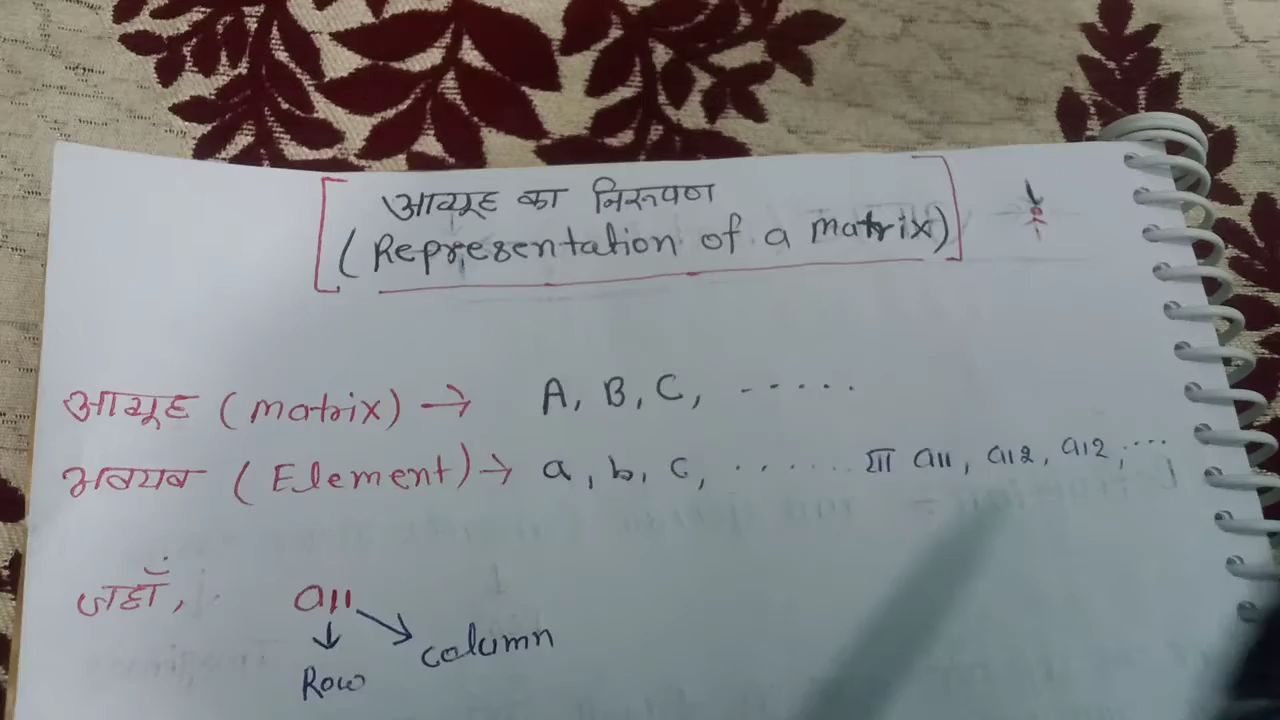 आव्यूह का निरूपण
(Representation of a matrix)
आव्यूह (matrix) → A, B, C, -----
अवयव (Element) → a, b, c, ...... या a11, a12, a12, ....
जहाँ, a11
Row column